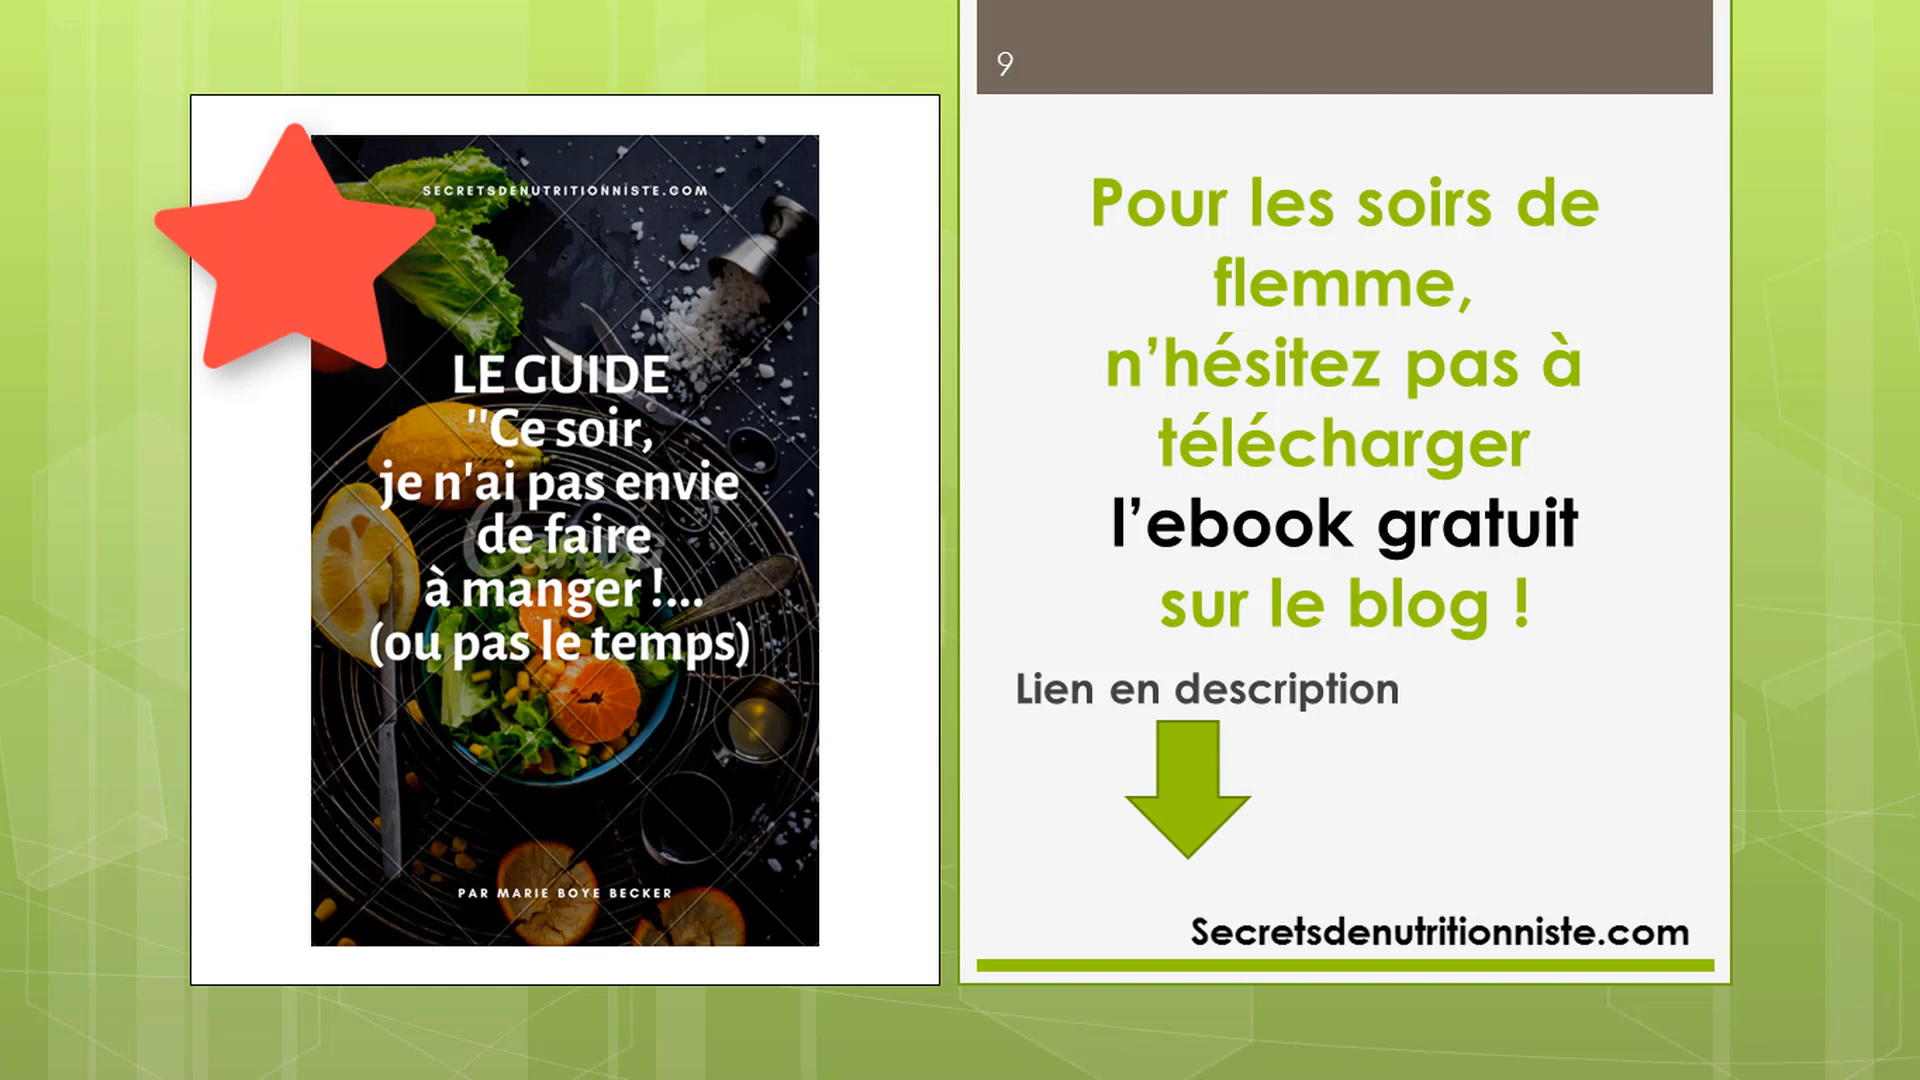 SECRETSDENUTRITIONNISTE.COM
LE GUIDE
"Ce soir,
je n'ai pas envie
de faire
à manger !...
(ou pas le temps)
Canva
PAR MARIE BOYE BECKER
9
Pour les soirs de
flemme,
n’hésitez pas à
télécharger
l’ebook gratuit
sur le blog !
Lien en description
Secretsdenutritionniste.com